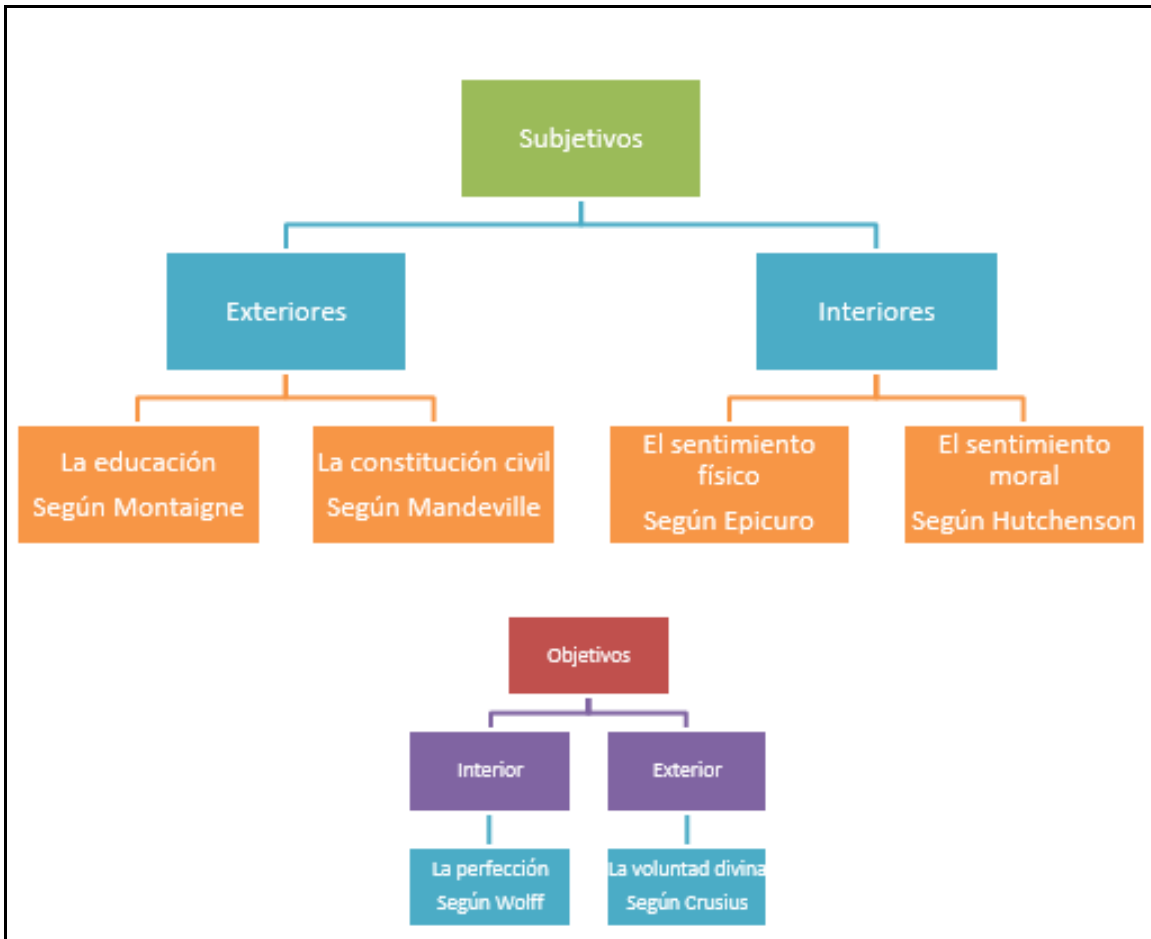 Subjetivos
Exteriores
Interiores
La educación
Según Montaigne
La constitución civil
Según Mandeville
El sentimiento
físico
Según Epicuro
El sentimiento
moral
Según Hutchenson
Objetivos
Interior
Exterior
La perfección
Según Wolff
La voluntad divina
Según Crusius